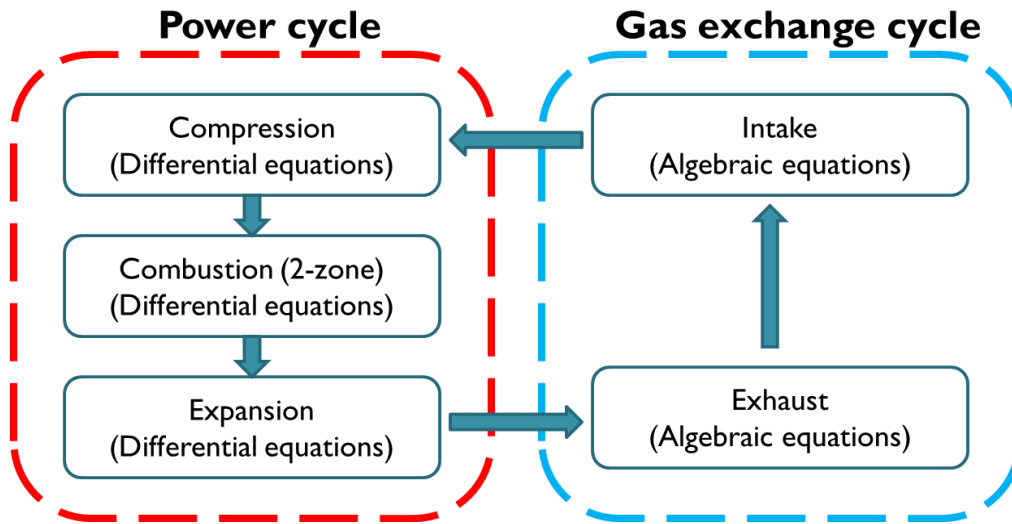 Power cycle
Compression
(Differential equations)
Combustion (2-zone)
(Differential equations)
Expansion
(Differential equations)
Gas exchange cycle
Intake
(Algebraic equations)
Exhaust
(Algebraic equations)